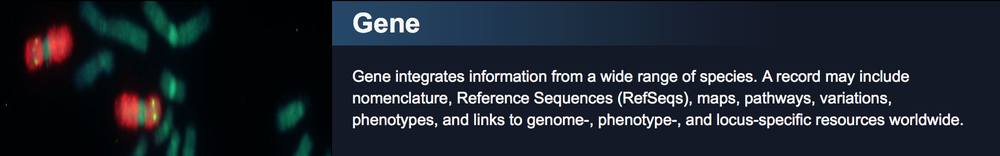 Gene
Gene integrates information from a wide range of species. A record may include
nomenclature, Reference Sequences (RefSeqs), maps, pathways, variations,
phenotypes, and links to genome-, phenotype-, and locus-specific resources worldwide.